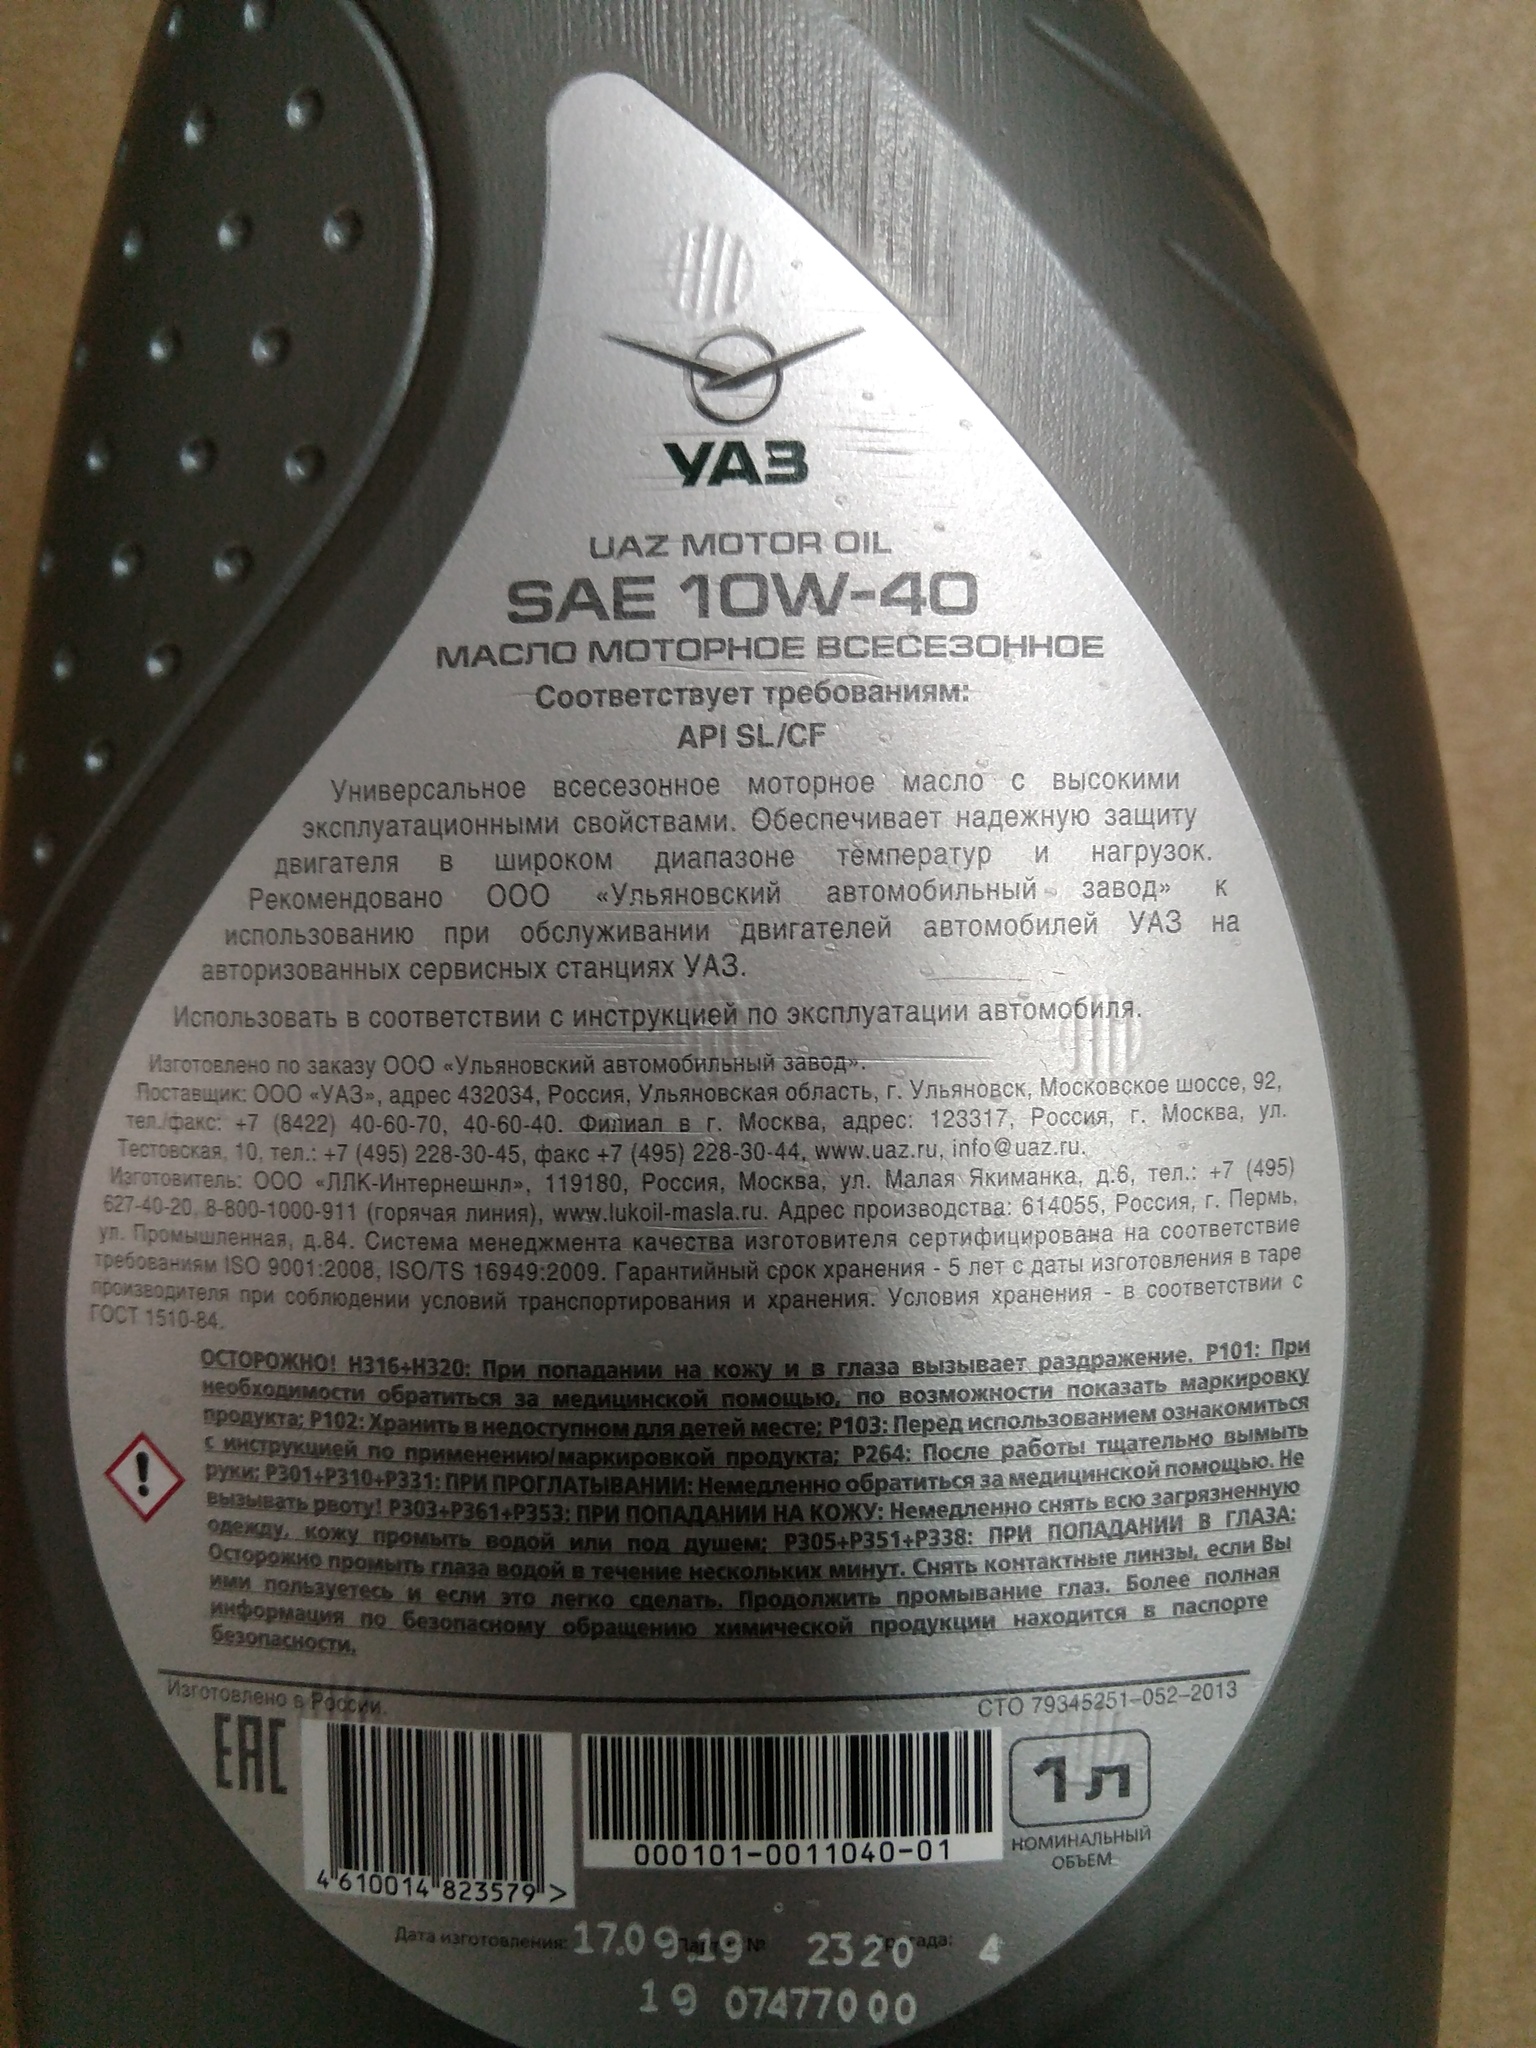 УАЗ
UAZ MOTOR OIL
SAE 10W-40
МАСЛО МОТОРНОЕ ВСЕСЕЗОННОЕ
Соответствует требованиям:
API SL/CF
Универсальное всесезонное моторное масло с высокими
эксплуатационными свойствами. Обеспечивает надежную защиту
двигателя в широком диапазоне температур и нагрузок.
Рекомендовано ООО «Ульяновский автомобильный завод» к
использованию при обслуживании двигателей автомобилей УАЗ на
авторизованных сервисных станциях УАЗ.
Использовать в соответствии с инструкцией по эксплуатации автомобиля.
Изготовлено по заказу ООО «Ульяновский автомобильный завод».
Поставщик: ООО «УАЗ», адрес 432034, Россия, Ульяновская область, г. Ульяновск, Московское шоссе, 92,
тел./факс: +7 (8422) 40-60-70, 40-60-40. Филиал в г. Москва, адрес: 123317, Россия, г. Москва, ул.
Тестовская, 10, тел.: +7 (495) 228-30-45, факс +7 (495) 228-30-44, www.uaz.ru, info@uaz.ru.
Изготовитель: ООО «ЛЛК-Интернешнл», 119180, Россия, Москва, ул. Малая Якиманка, д.6, тел.: +7 (495)
627-40-20, 8-800-1000-911 (горячая линия), www.lukoil-masla.ru. Адрес производства: 614055, Россия, г. Пермь,
ул. Промышленная, д.84. Система менеджмента качества изготовителя сертифицирована на соответствие
требованиям ISO 9001:2008, ISO/TS 16949:2009. Гарантийный срок хранения - 5 лет с даты изготовления в таре
производителя при соблюдении условий транспортирования и хранения. Условия хранения - в соответствии с
ГОСТ 1510-84.
ОСТОРОЖНО! H316+H320: При попадании на кожу и в глаза вызывает раздражение. P101: При
необходимости обратиться за медицинской помощью, по возможности показать маркировку
продукта; P102: Хранить в недоступном для детей месте; P103: Перед использованием ознакомиться
с инструкцией по применению/маркировкой продукта; P264: После работы тщательно вымыть
руки; P301+P310+P331: ПРИ ПРОГЛАТЫВАНИИ: Немедленно обратиться за медицинской помощью. Не
вызывать рвоту! P303+P361+P353: ПРИ ПОПАДАНИИ НА КОЖУ: Немедленно снять всю загрязненную
одежду, кожу промыть водой или под душем; P305+P351+P338: ПРИ ПОПАДАНИИ В ГЛАЗА:
Осторожно промыть глаза водой в течение нескольких минут. Снять контактные линзы, если Вы
ими пользуетесь и если это легко сделать. Продолжить промывание глаз. Более полная
информация по безопасному обращению химической продукции находится в паспорте
безопасности.
Изготовлено в России. СТО 79345251-052-2013
EAC
4 610014 823579 >
000101-0011040-01
1 л
НОМИНАЛЬНЫЙ
ОБЪЕМ
Дата изготовления: 17.09.19 № 2320 4
19 07477000